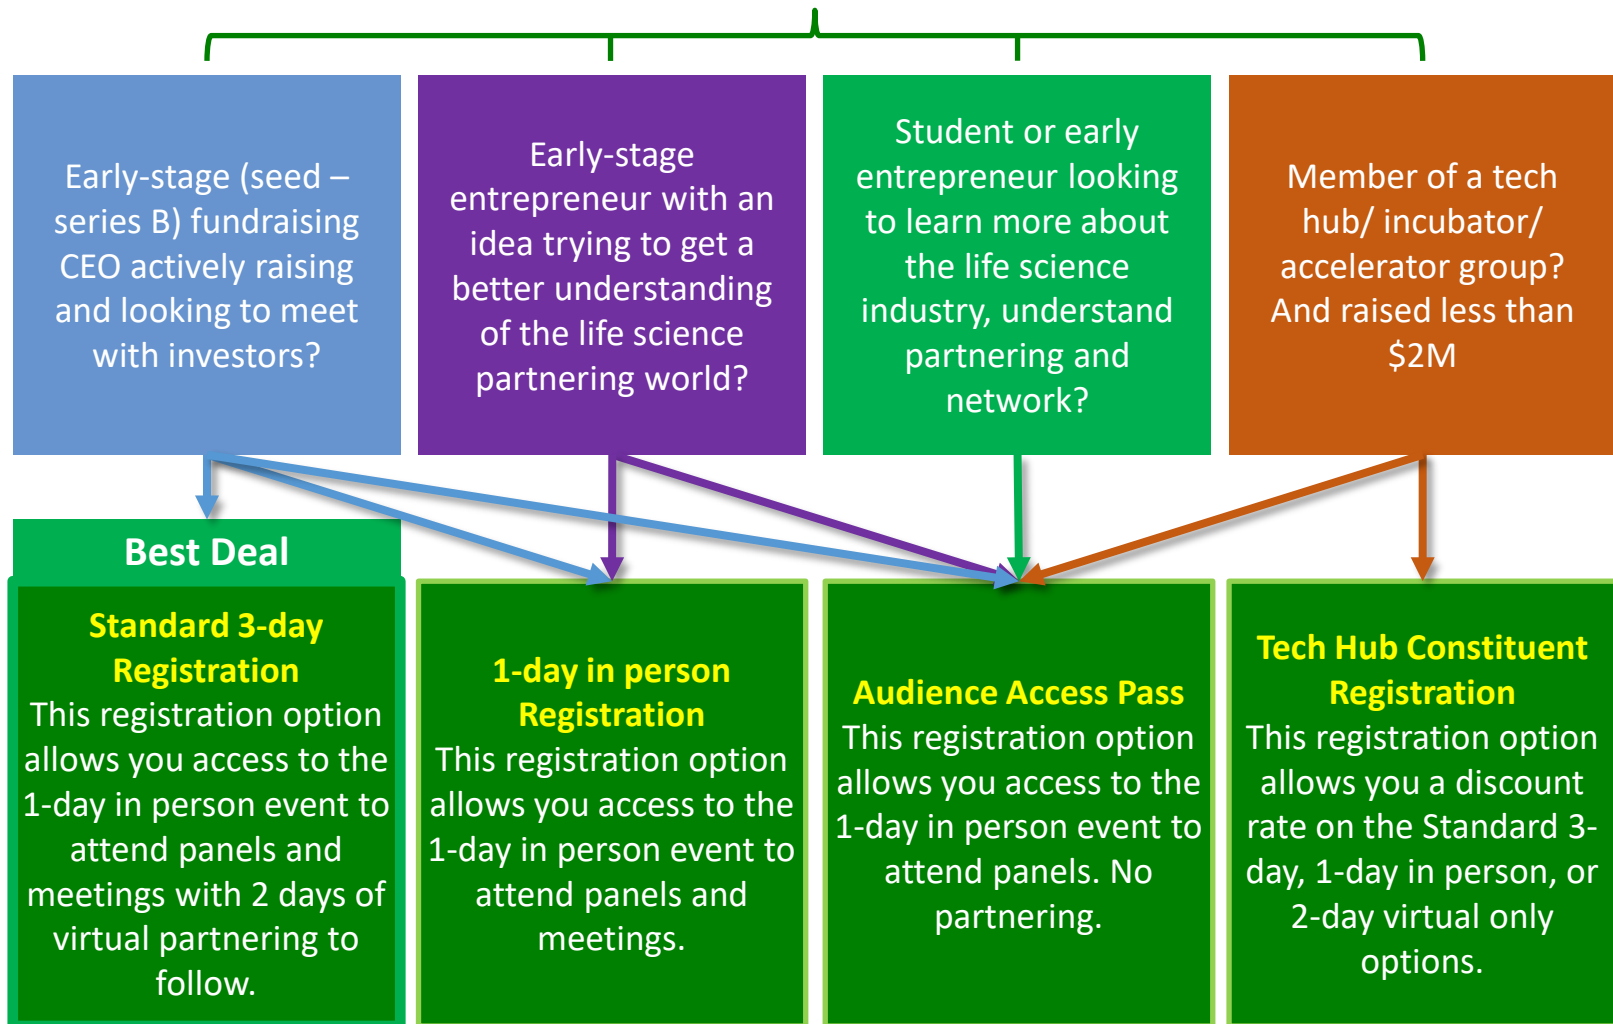 Early-stage (seed –
series B) fundraising
CEO actively raising
and looking to meet
with investors?
Early-stage
entrepreneur with an
idea trying to get a
better understanding
of the life science
partnering world?
Student or early
entrepreneur looking
to learn more about
the life science
industry, understand
partnering and
network?
Member of a tech
hub/ incubator/
accelerator group?
And raised less than
$2M
Best Deal
Standard 3-day
Registration
This registration option
allows you access to the
1-day in person event to
attend panels and
meetings with 2 days of
virtual partnering to
follow.
1-day in person
Registration
This registration option
allows you access to the
1-day in person event to
attend panels and
meetings.
Audience Access Pass
This registration option
allows you access to the
1-day in person event to
attend panels. No
partnering.
Tech Hub Constituent
Registration
This registration option
allows you a discount
rate on the Standard 3-
day, 1-day in person, or
2-day virtual only
options.